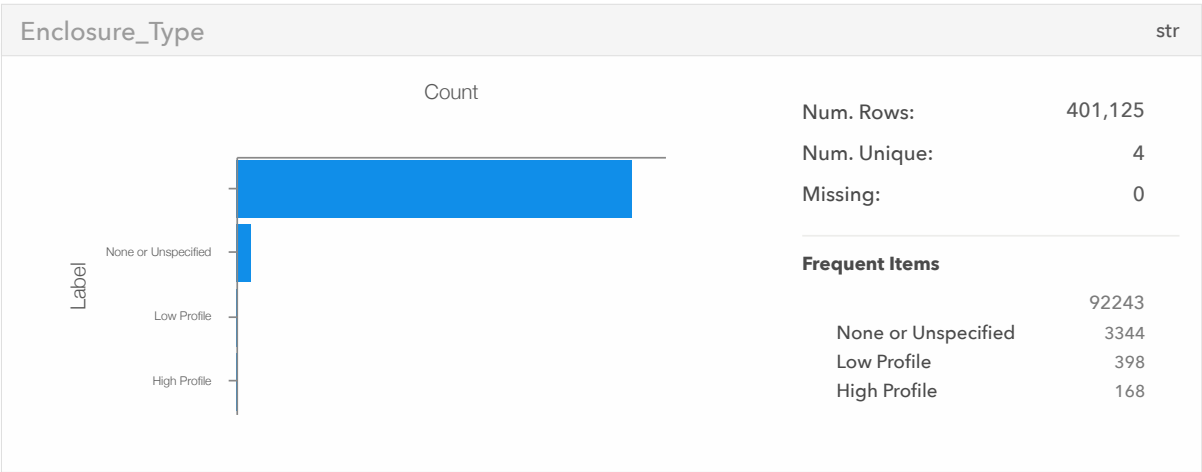 Enclosure_Type str
Count
Label
None or Unspecified
Low Profile
High Profile
Num. Rows: 401,125
Num. Unique: 4
Missing: 0
Frequent Items
92243
None or Unspecified 3344
Low Profile 398
High Profile 168